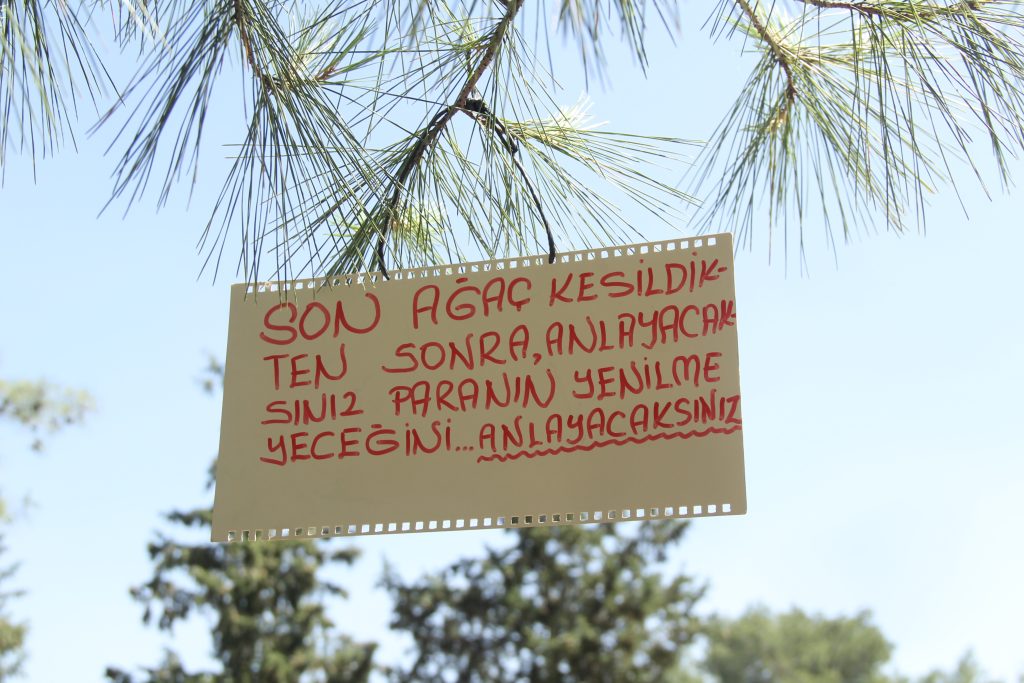 SON AĞAÇ KESİLDİK-
TEN SONRA, ANLAYACAK-
SINIZ PARANIN YENİLME
YECEĞİNİ... ANLAYACAKSINIZ